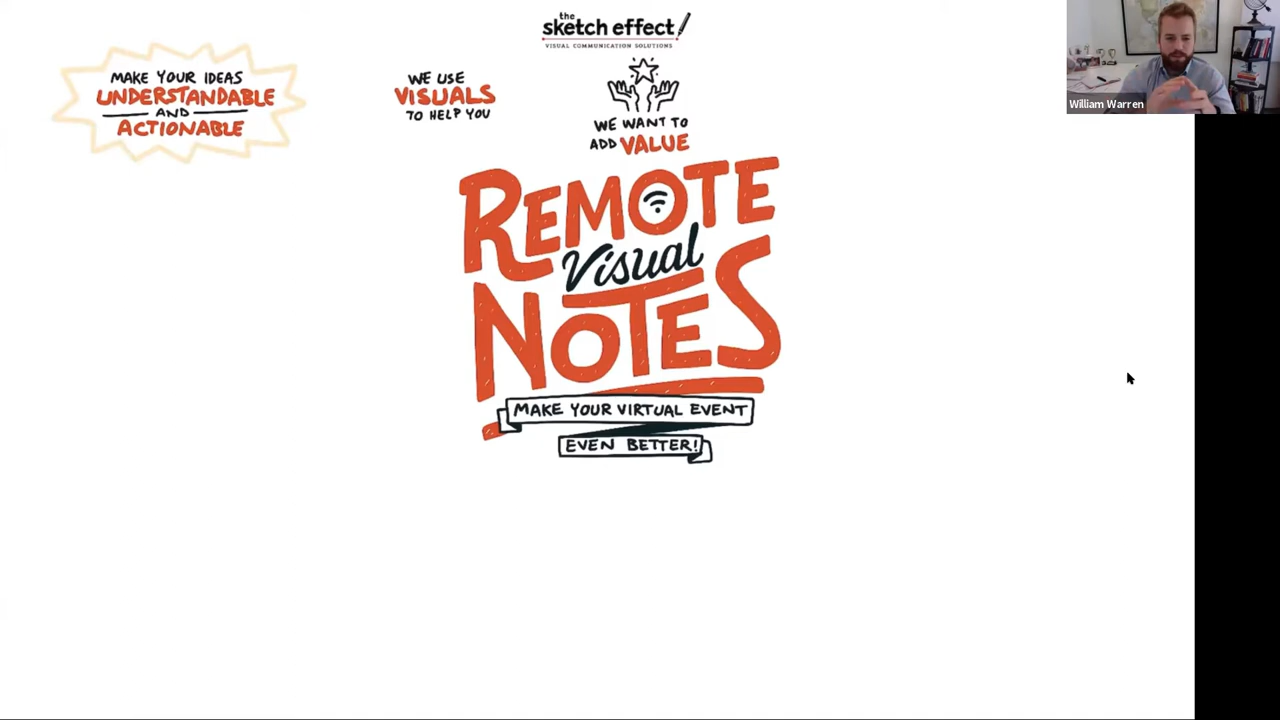 the
sketch effect
VISUAL COMMUNICATION SOLUTIONS
MAKE YOUR IDEAS
UNDERSTANDABLE
AND
ACTIONABLE
WE USE
VISUALS
TO HELP YOU
WE WANT TO
ADD VALUE
REMOTE
Visual
NOTES
MAKE YOUR VIRTUAL EVENT
EVEN BETTER!
William Warren